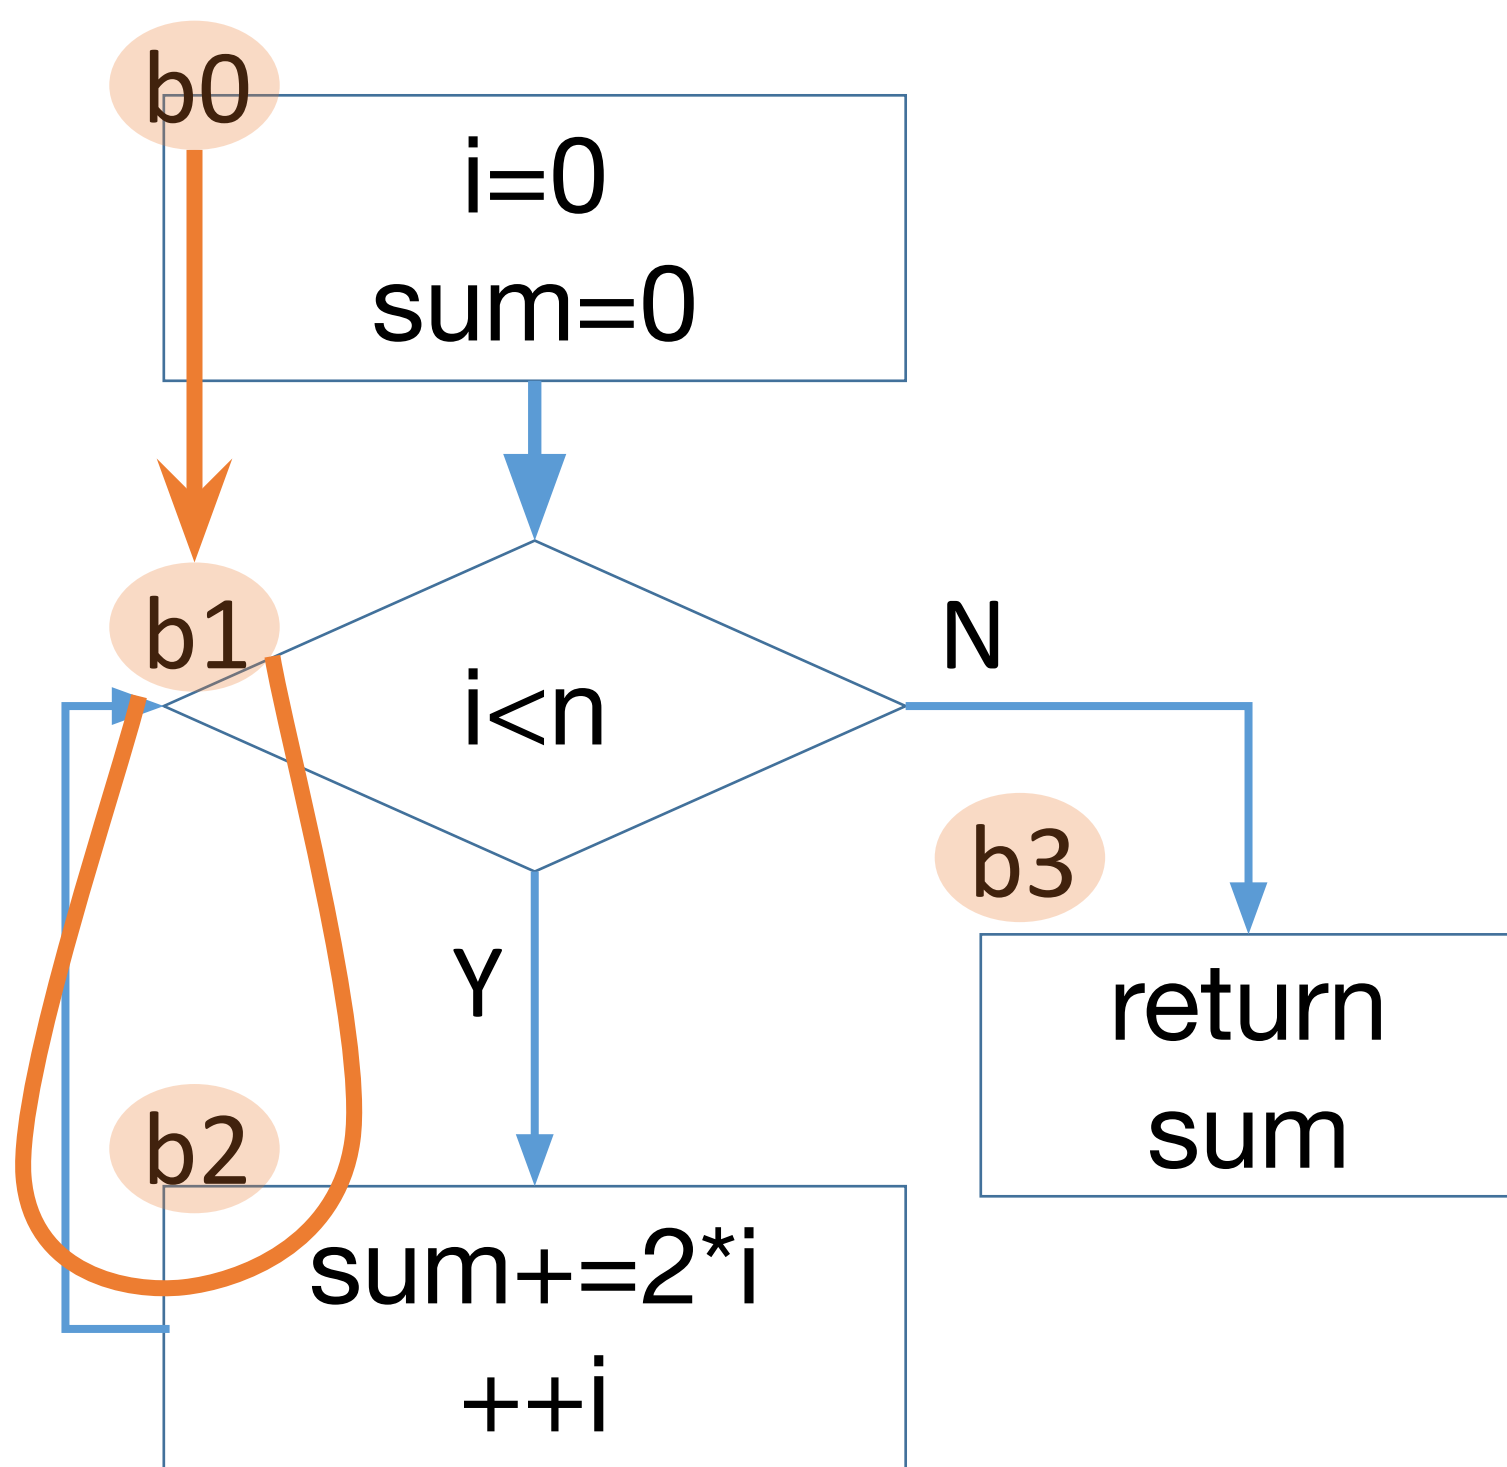 b0
i=0
sum=0
b1
i<n
N
b3
Y
return
sum
b2
sum+=2*i
++i